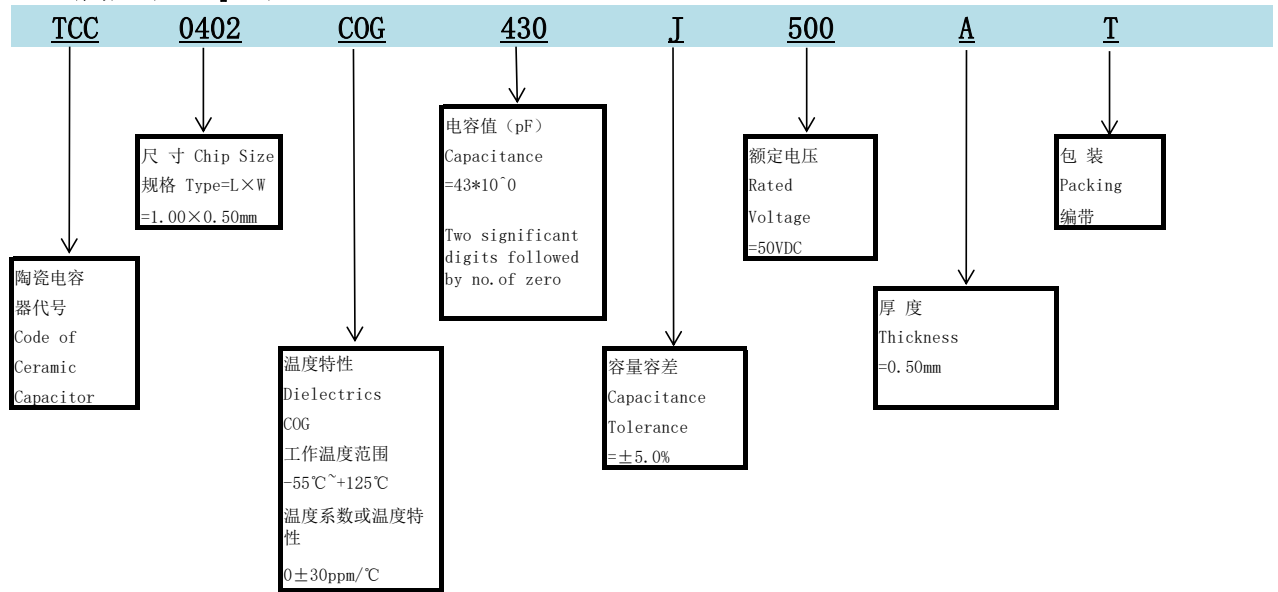 TCC 0402 COG 430 J 500 A T
陶瓷电容
器代号
Code of
Ceramic
Capacitor
尺 寸 Chip Size
规格 Type=L×W
=1.00×0.50mm
温度特性
Dielectrics
COG
工作温度范围
-55℃~+125℃
温度系数或温度特
性
0±30ppm/℃
电容值（pF）
Capacitance
=43*10^0
Two significant
digits followed
by no.of zero
容量容差
Capacitance
Tolerance
=±5.0%
额定电压
Rated
Voltage
=50VDC
厚 度
Thickness
=0.50mm
包 装
Packing
编带